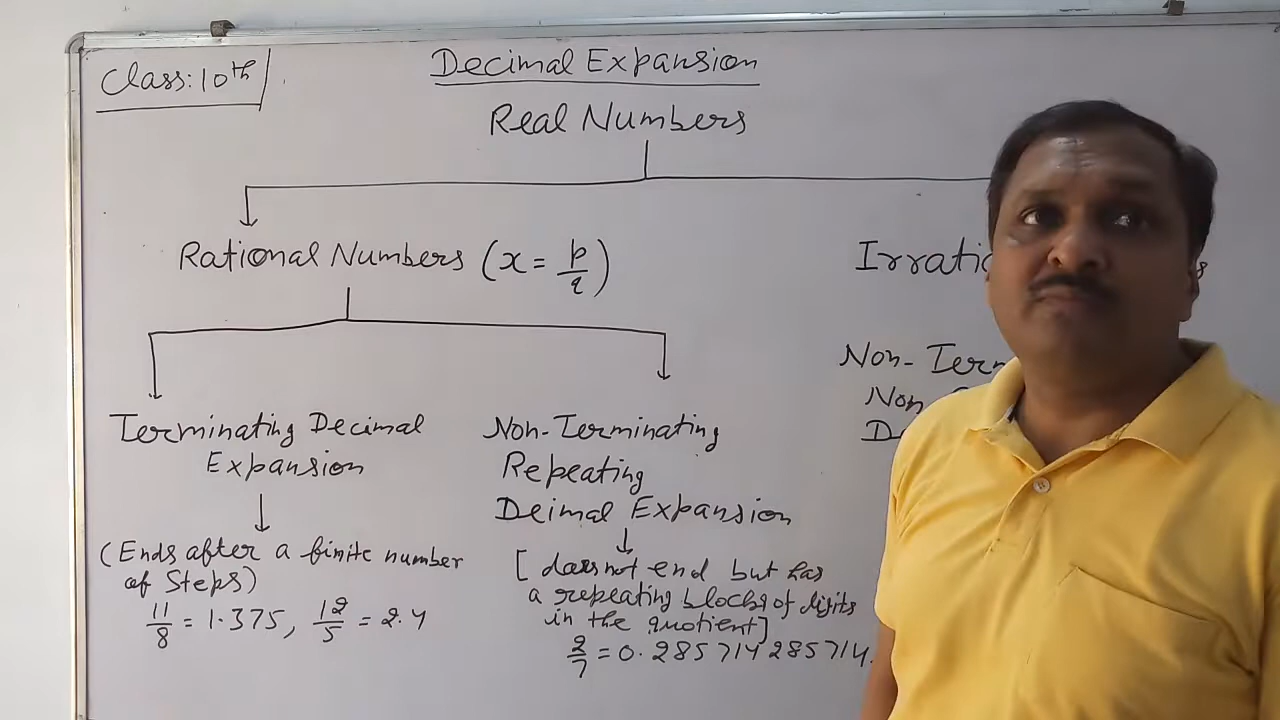 Class: 10th
Decimal Expansion
Real Numbers
Rational Numbers (x = p/q)
Terminating Decimal
Expansion
(Ends after a finite number
of Steps)
11/8 = 1.375, 12/5 = 2.4
Non-Terminating
Repeating
Deimal Expansion
[does not end but has
a repeating blocks of digits
in the quotient]
2/7 = 0.285714285714.
Non-
Non